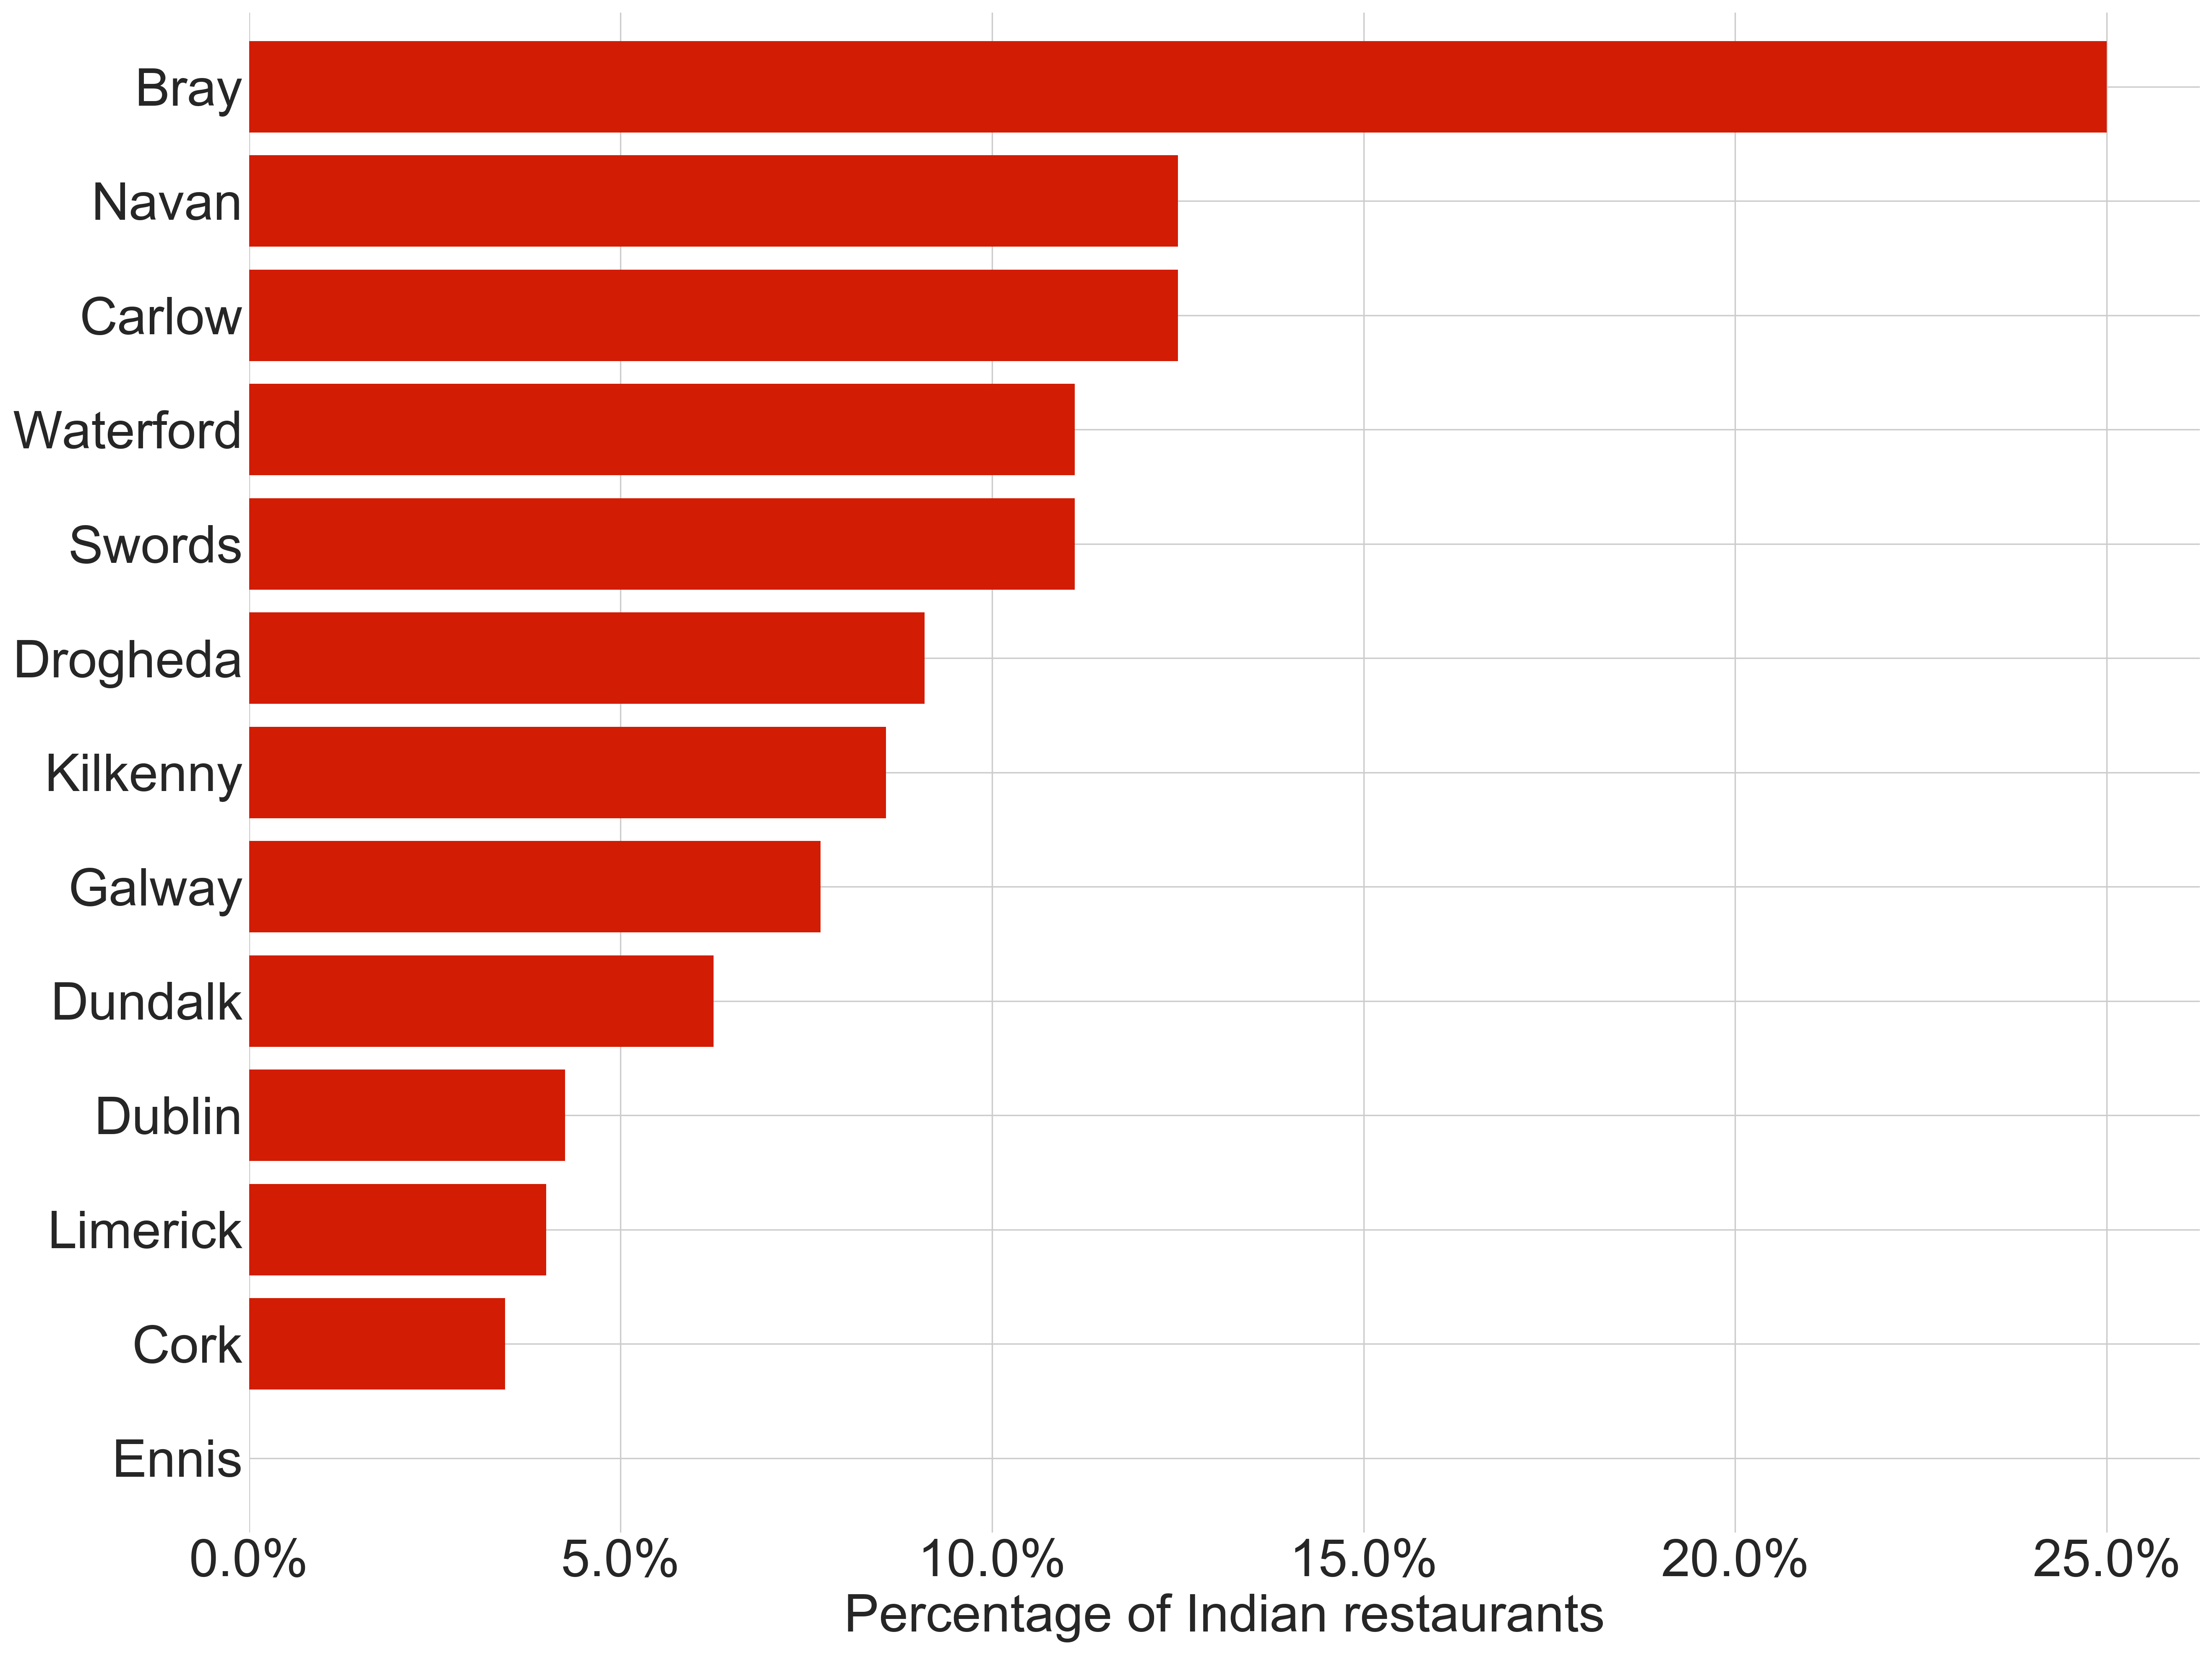 Bray
Navan
Carlow
Waterford
Swords
Drogheda
Kilkenny
Galway
Dundalk
Dublin
Limerick
Cork
Ennis
0.0% 5.0% 10.0% 15.0% 20.0% 25.0%
Percentage of Indian restaurants